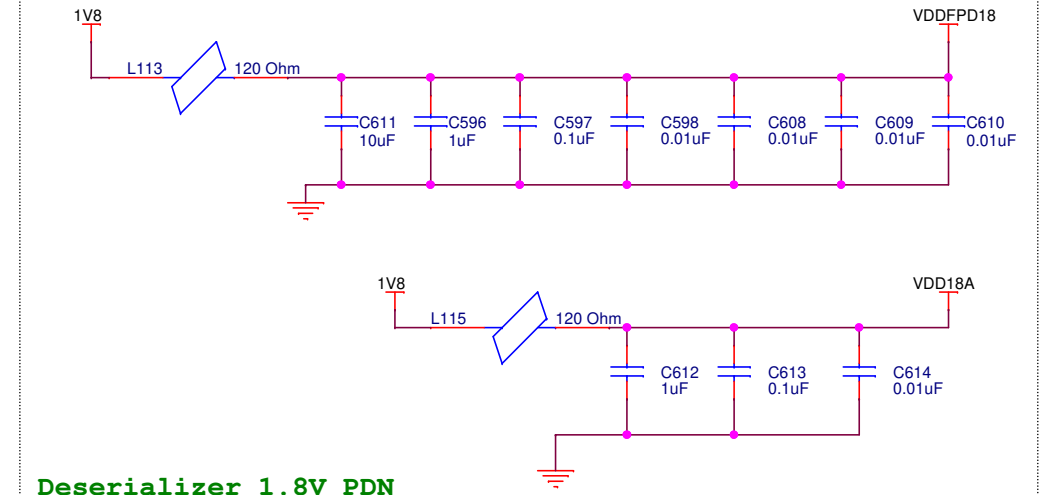 1V8
VDDFPD18
L113
120 Ohm
C611
10uF
C596
1uF
C597
0.1uF
C598
0.01uF
C608
0.01uF
C609
0.01uF
C610
0.01uF
1V8
VDD18A
L115
120 Ohm
C612
1uF
C613
0.1uF
C614
0.01uF
Deserializer 1.8V PDN